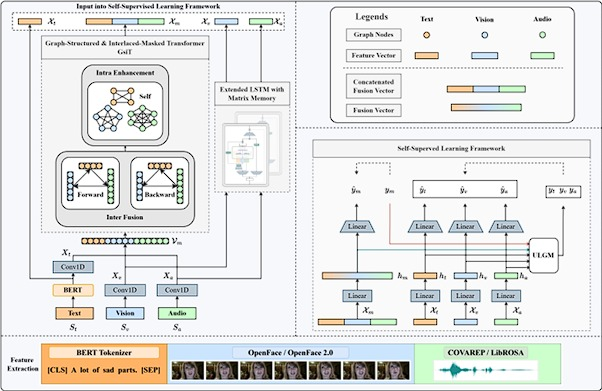 Input into Self-Supervised Learning Framework
𝒳t 𝒳m 𝒳v 𝒳a
Graph-Structured & Interlaced-Masked Transformer
GsiT
Intra Enhancement
Self
Forward
Backward
Inter Fusion
Extended LSTM with
Matrix Memory
𝒱m
Xt
Xv
Xa
Conv1D
BERT
Conv1D
Conv1D
Text
Vision
Audio
St
Sv
Sa
Legends
Text
Vision
Audio
Graph Nodes
Feature Vector
Concatenated
Fusion Vector
Fusion Vector
Self-Superved Learning Framework
ŷm ym ŷt ŷv ŷa yt yv ya
Linear Linear Linear Linear
ULGM
hm ht hv ha
Linear Linear Linear Linear
𝒳m 𝒳t 𝒳v 𝒳a
Feature
Extraction
BERT Tokenizer
[CLS] A lot of sad parts. [SEP]
OpenFace / OpenFace 2.0
COVAREP / LibROSA